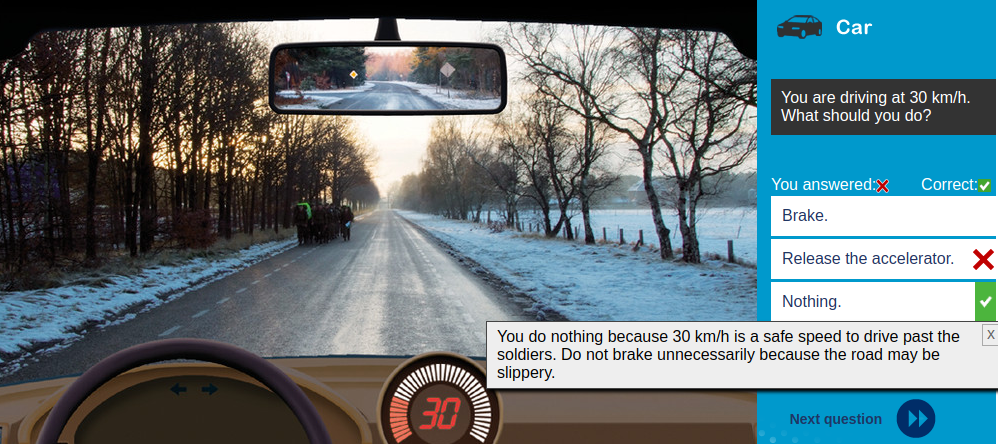 Car
You are driving at 30 km/h.
What should you do?
You answered:
Correct:
Brake.
Release the accelerator.
Nothing.
You do nothing because 30 km/h is a safe speed to drive past the
soldiers. Do not brake unnecessarily because the road may be
slippery.
X
30
Next question